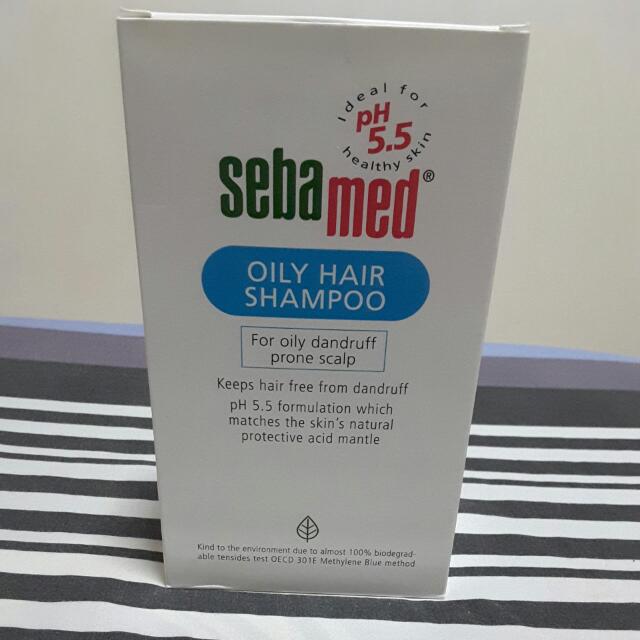 Ideal for
pH
5.5
healthy skin
sebamed®
OILY HAIR
SHAMPOO
For oily dandruff
prone scalp
Keeps hair free from dandruff
pH 5.5 formulation which
matches the skin's natural
protective acid mantle
Kind to the environment due to almost 100% biodegrad-
able tensides test OECD 301E Methylene Blue method